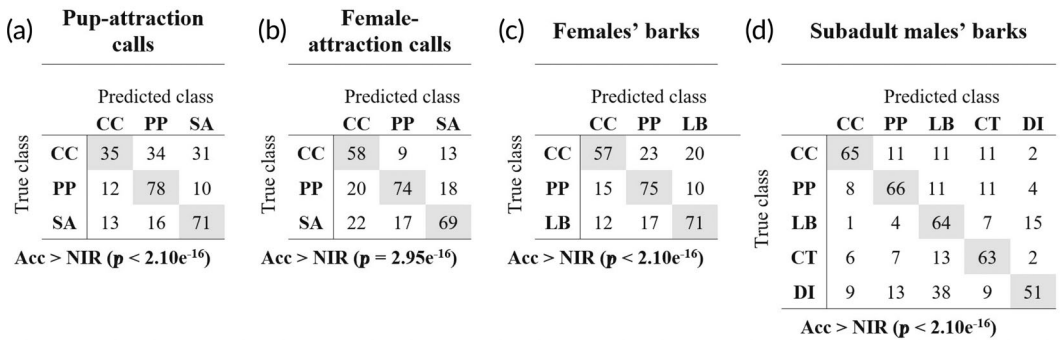 (a) Pup-attraction calls
Predicted class
True class
CC PP SA
CC 35 34 31
PP 12 78 10
SA 13 16 71
Acc > NIR (p < 2.10e-16)
(b) Female-attraction calls
Predicted class
CC PP SA
CC 58 9 13
PP 20 74 18
SA 22 17 69
Acc > NIR (p = 2.95e-16)
(c) Females’ barks
Predicted class
True class
CC PP LB
CC 57 23 20
PP 15 75 10
LB 12 17 71
Acc > NIR (p < 2.10e-16)
(d) Subadult males’ barks
Predicted class
True class
CC PP LB CT DI
CC 65 11 11 11 2
PP 8 66 11 11 4
LB 1 4 64 7 15
CT 6 7 13 63 2
DI 9 13 38 9 51
Acc > NIR (p < 2.10e-16)